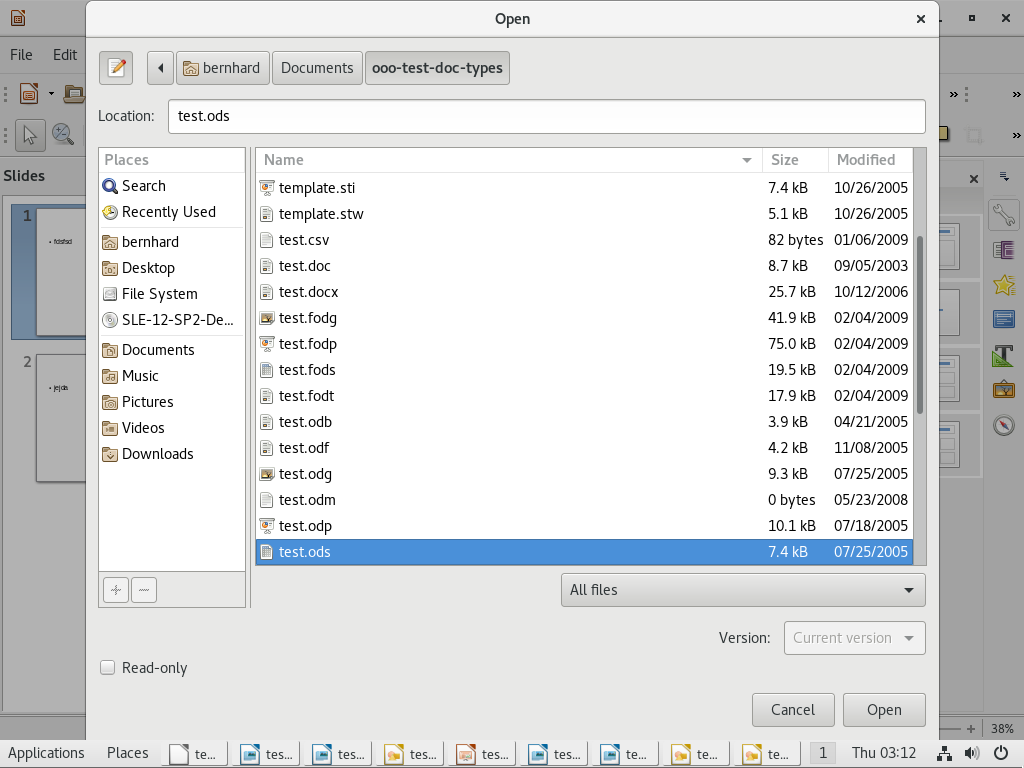 Open
File Edit
bernhard Documents ooo-test-doc-types
Location: test.ods
Slides
1
fdsfsd
2
Places
Search
Recently Used
bernhard
Desktop
File System
SLE-12-SP2-De...
Documents
Music
Pictures
Videos
Downloads
Name Size Modified
template.sti 7.4 kB 10/26/2005
template.stw 5.1 kB 10/26/2005
test.csv 82 bytes 01/06/2009
test.doc 8.7 kB 09/05/2003
test.docx 25.7 kB 10/12/2006
test.fodg 41.9 kB 02/04/2009
test.fodp 75.0 kB 02/04/2009
test.fods 19.5 kB 02/04/2009
test.fodt 17.9 kB 02/04/2009
test.odb 3.9 kB 04/21/2005
test.odf 4.2 kB 11/08/2005
test.odg 9.3 kB 07/25/2005
test.odm 0 bytes 05/23/2008
test.odp 10.1 kB 07/18/2005
test.ods 7.4 kB 07/25/2005
All files
Version: Current version
Read-only
Cancel Open
38%
Applications Places te... tes... tes... tes... tes... tes... te... te... te... 1 Thu 03:12